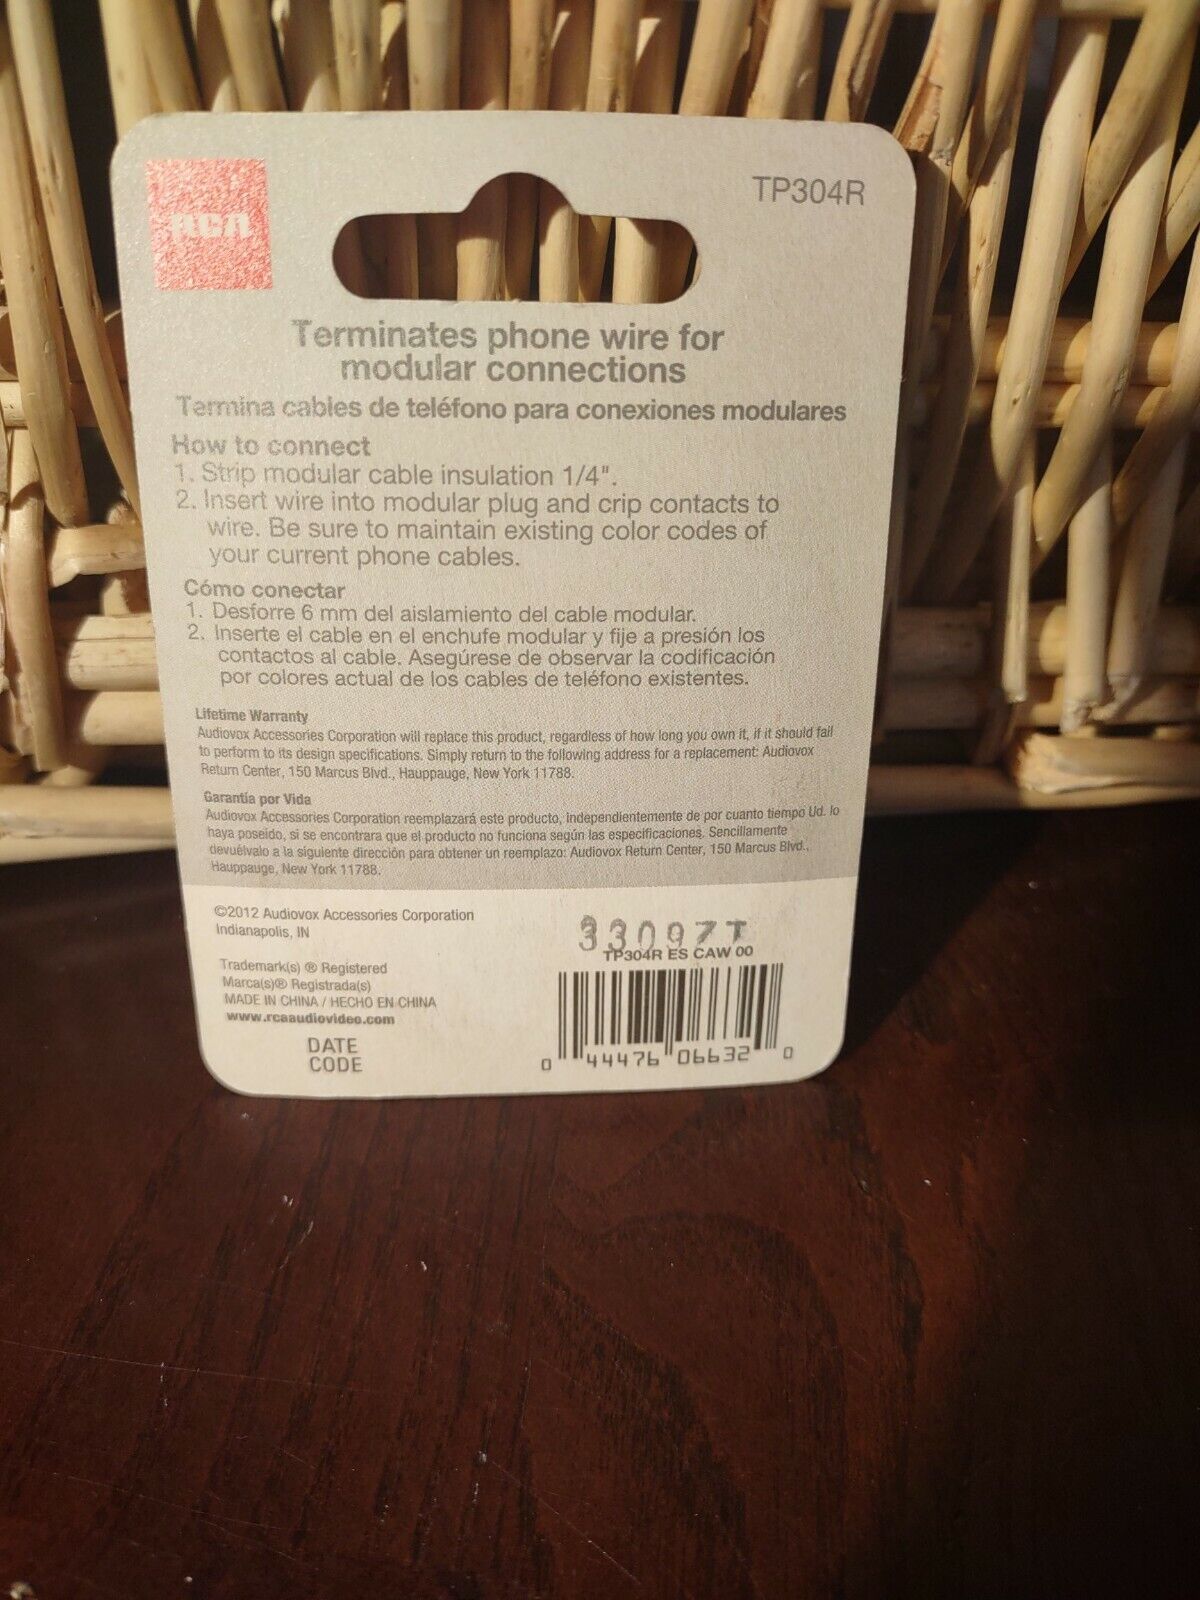 RCA
TP304R
Terminates phone wire for
modular connections
Termina cables de teléfono para conexiones modulares
How to connect
1. Strip modular cable insulation 1/4".
2. Insert wire into modular plug and crip contacts to
wire. Be sure to maintain existing color codes of
your current phone cables.
Cómo conectar
1. Desforre 6 mm del aislamiento del cable modular.
2. Inserte el cable en el enchufe modular y fije a presión los
contactos al cable. Asegúrese de observar la codificación
por colores actual de los cables de teléfono existentes.
Lifetime Warranty
Audiovox Accessories Corporation will replace this product, regardless of how long you own it, if it should fail
to perform to its design specifications. Simply return to the following address for a replacement: Audiovox
Return Center, 150 Marcus Blvd., Hauppauge, New York 11788.
Garantía por Vida
Audiovox Accessories Corporation reemplazará este producto, independientemente de por cuanto tiempo Ud. lo
haya poseido, si se encontrara que el producto no funciona según las especificaciones. Sencillamente
devuélvalo a la siguiente dirección para obtener un reemplazo: Audiovox Return Center, 150 Marcus Blvd.,
Hauppauge, New York 11788.
©2012 Audiovox Accessories Corporation
Indianapolis, IN
Trademark(s) ® Registered
Marca(s)® Registrada(s)
MADE IN CHINA / HECHO EN CHINA
www.rcaaudiovideo.com
DATE
CODE
33097T
TP304R ES CAW 00
0 44476 06632 0